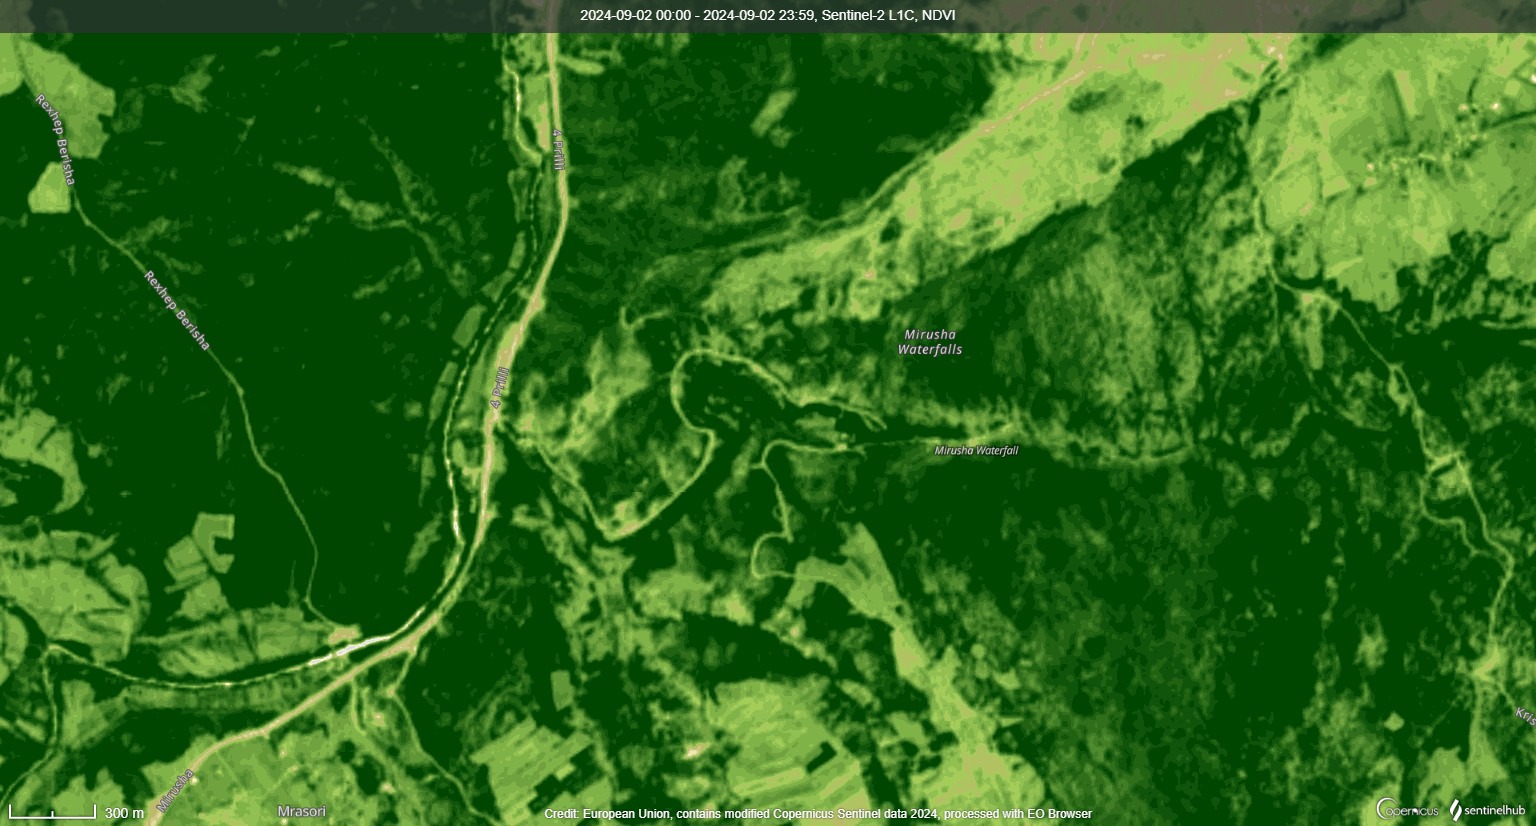 2024-09-02 00:00 - 2024-09-02 23:59, Sentinel-2 L1C, NDVI
Rexhep Berisha
4 Prilli
Rexhep Berisha
Mirusha
Waterfalls
4 Prilli
Mirusha Waterfall
Kris
Mirusha
Mrasori
300 m
Credit: European Union, contains modified Copernicus Sentinel data 2024, processed with EO Browser
opernicus
sentinelhub